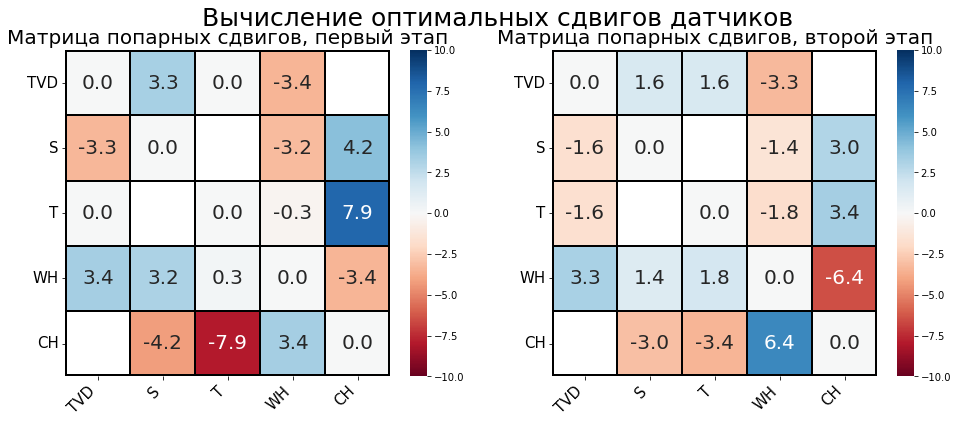 Вычисление оптимальных сдвигов датчиков
Матрица попарных сдвигов, первый этап
TVD 0.0 3.3 0.0 -3.4
S -3.3 0.0 -3.2 4.2
T 0.0 0.0 -0.3 7.9
WH 3.4 3.2 0.3 0.0 -3.4
CH -4.2 -7.9 3.4 0.0
TVD S T WH CH
10.0
7.5
5.0
2.5
0.0
-2.5
-5.0
-7.5
-10.0
Матрица попарных сдвигов, второй этап
TVD 0.0 1.6 1.6 -3.3
S -1.6 0.0 -1.4 3.0
T -1.6 0.0 -1.8 3.4
WH 3.3 1.4 1.8 0.0 -6.4
CH -3.0 -3.4 6.4 0.0
TVD S T WH CH
10.0
7.5
5.0
2.5
0.0
-2.5
-5.0
-7.5
-10.0